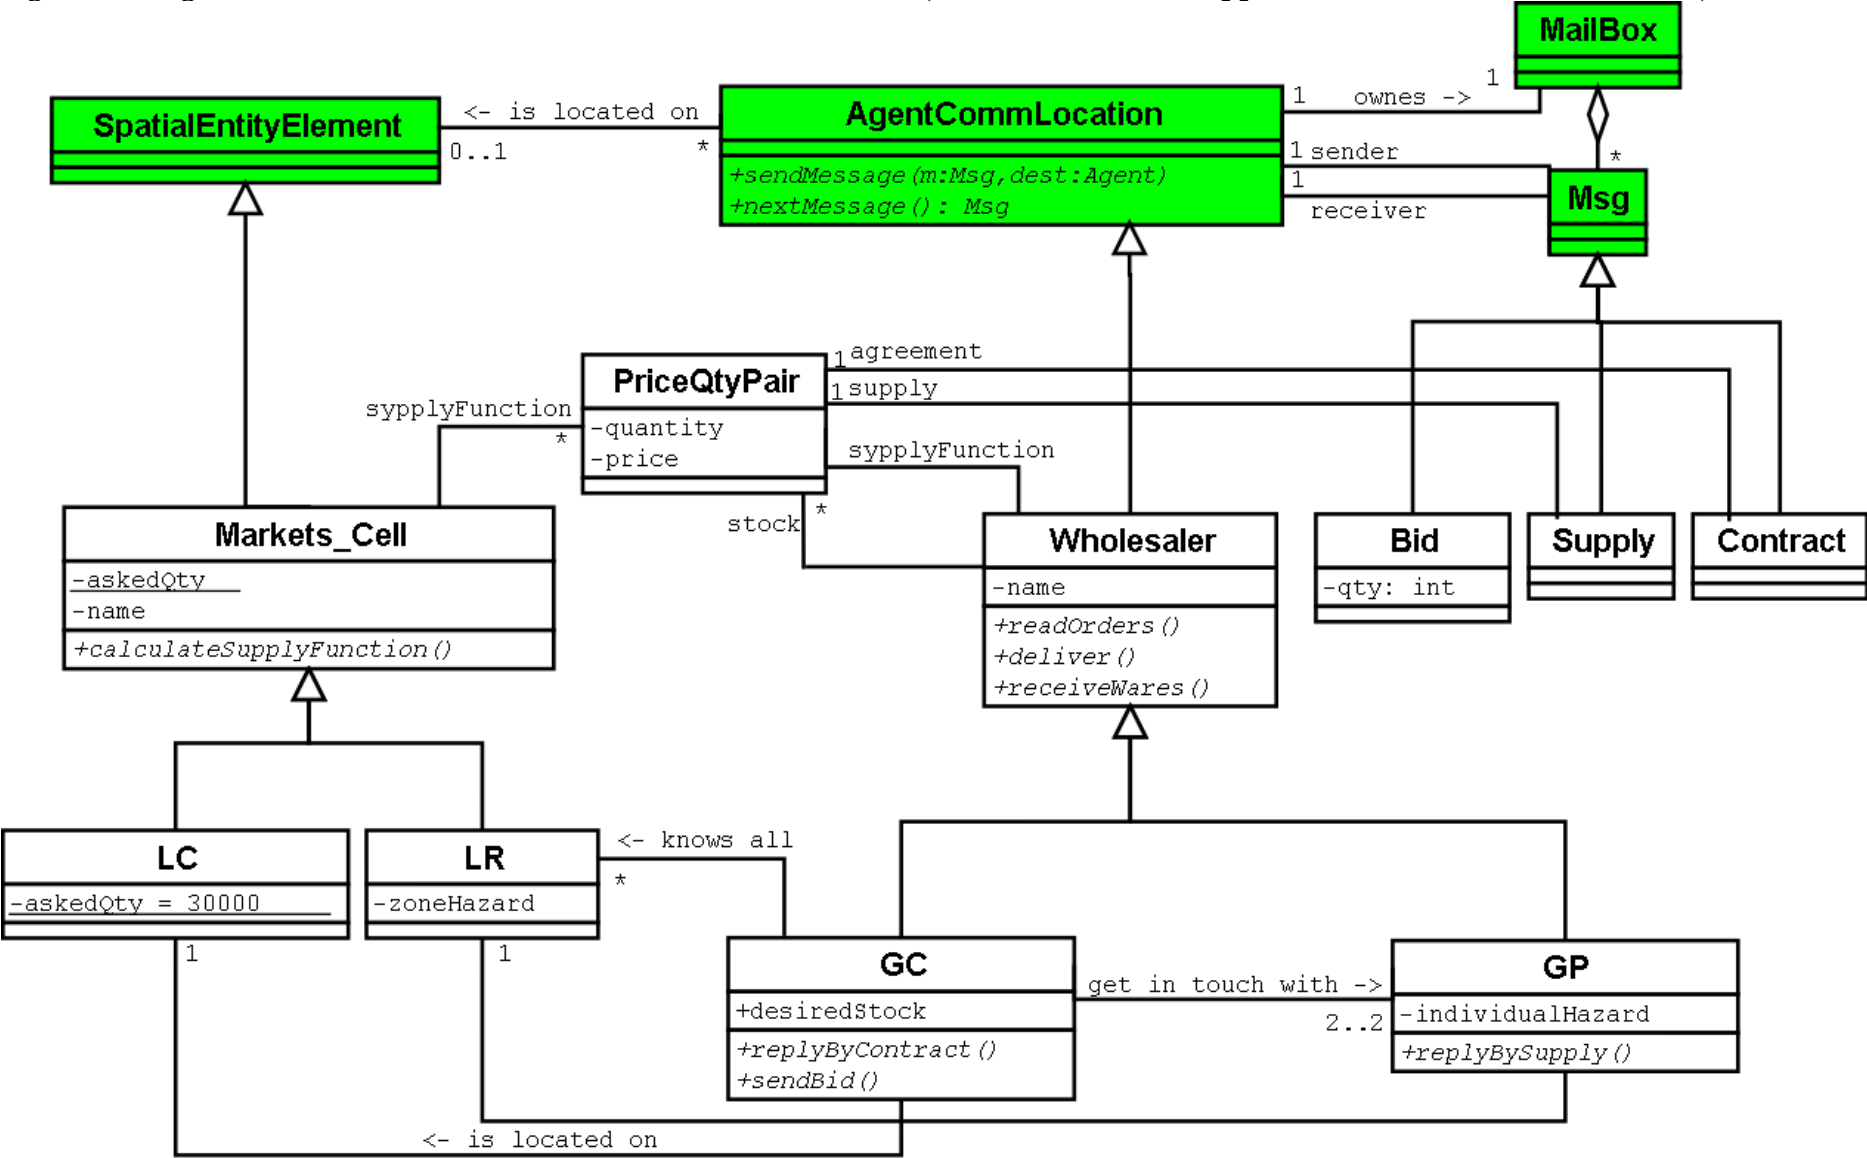 MailBox
1
ownes ->
1
AgentCommLocation
SpatialEntityElement
<- is located on
0..1
*
+sendMessage(m:Msg,dest:Agent)
+nextMessage(): Msg
1 sender
*
1
receiver
Msg
1 agreement
PriceQtyPair
1 supply
sypplyFunction
*
-quantity
-price
sypplyFunction
stock
*
Markets_Cell
-askedQty
-name
+calculateSupplyFunction()
Wholesaler
-name
+readOrders()
+deliver()
+receiveWares()
Bid
-qty: int
Supply
Contract
LC
-askedQty = 30000
1
LR
-zoneHazard
1
<- knows all
*
GC
+desiredStock
+replyByContract()
+sendBid()
get in touch with ->
2..2
GP
-individualHazard
+replyBySupply()
<- is located on